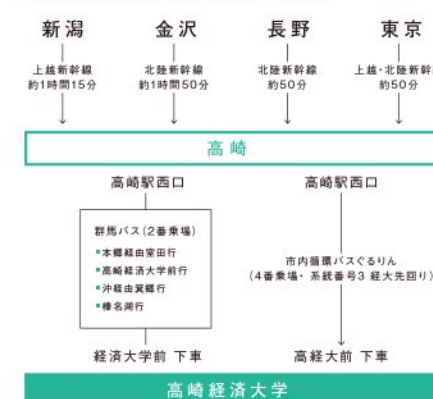 新潟
金沢
長野
東京
上越新幹線
約1時間15分
北陸新幹線
約1時間50分
北陸新幹線
約50分
上越・北陸新幹
約50分
高崎
高崎駅西口
高崎駅西口
群馬バス(2番乗場)
本郷経由室田行
高崎経済大学前行
沖経由箕郷行
榛名湖行
市内循環バスぐるりん
(4番乗場・系統番号3 経大先回り)
経済大学前 下車
高経大前 下車
高崎経済大学